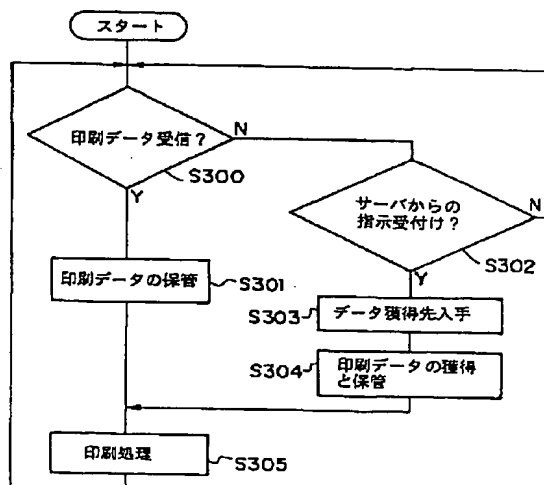 スタート
印刷データ受信？
N
S300
Y
サーバからの
指示受付け？
N
S302
Y
印刷データの保管
S301
S303
データ獲得先入手
S304
印刷データの獲得
と保管
印刷処理
S305